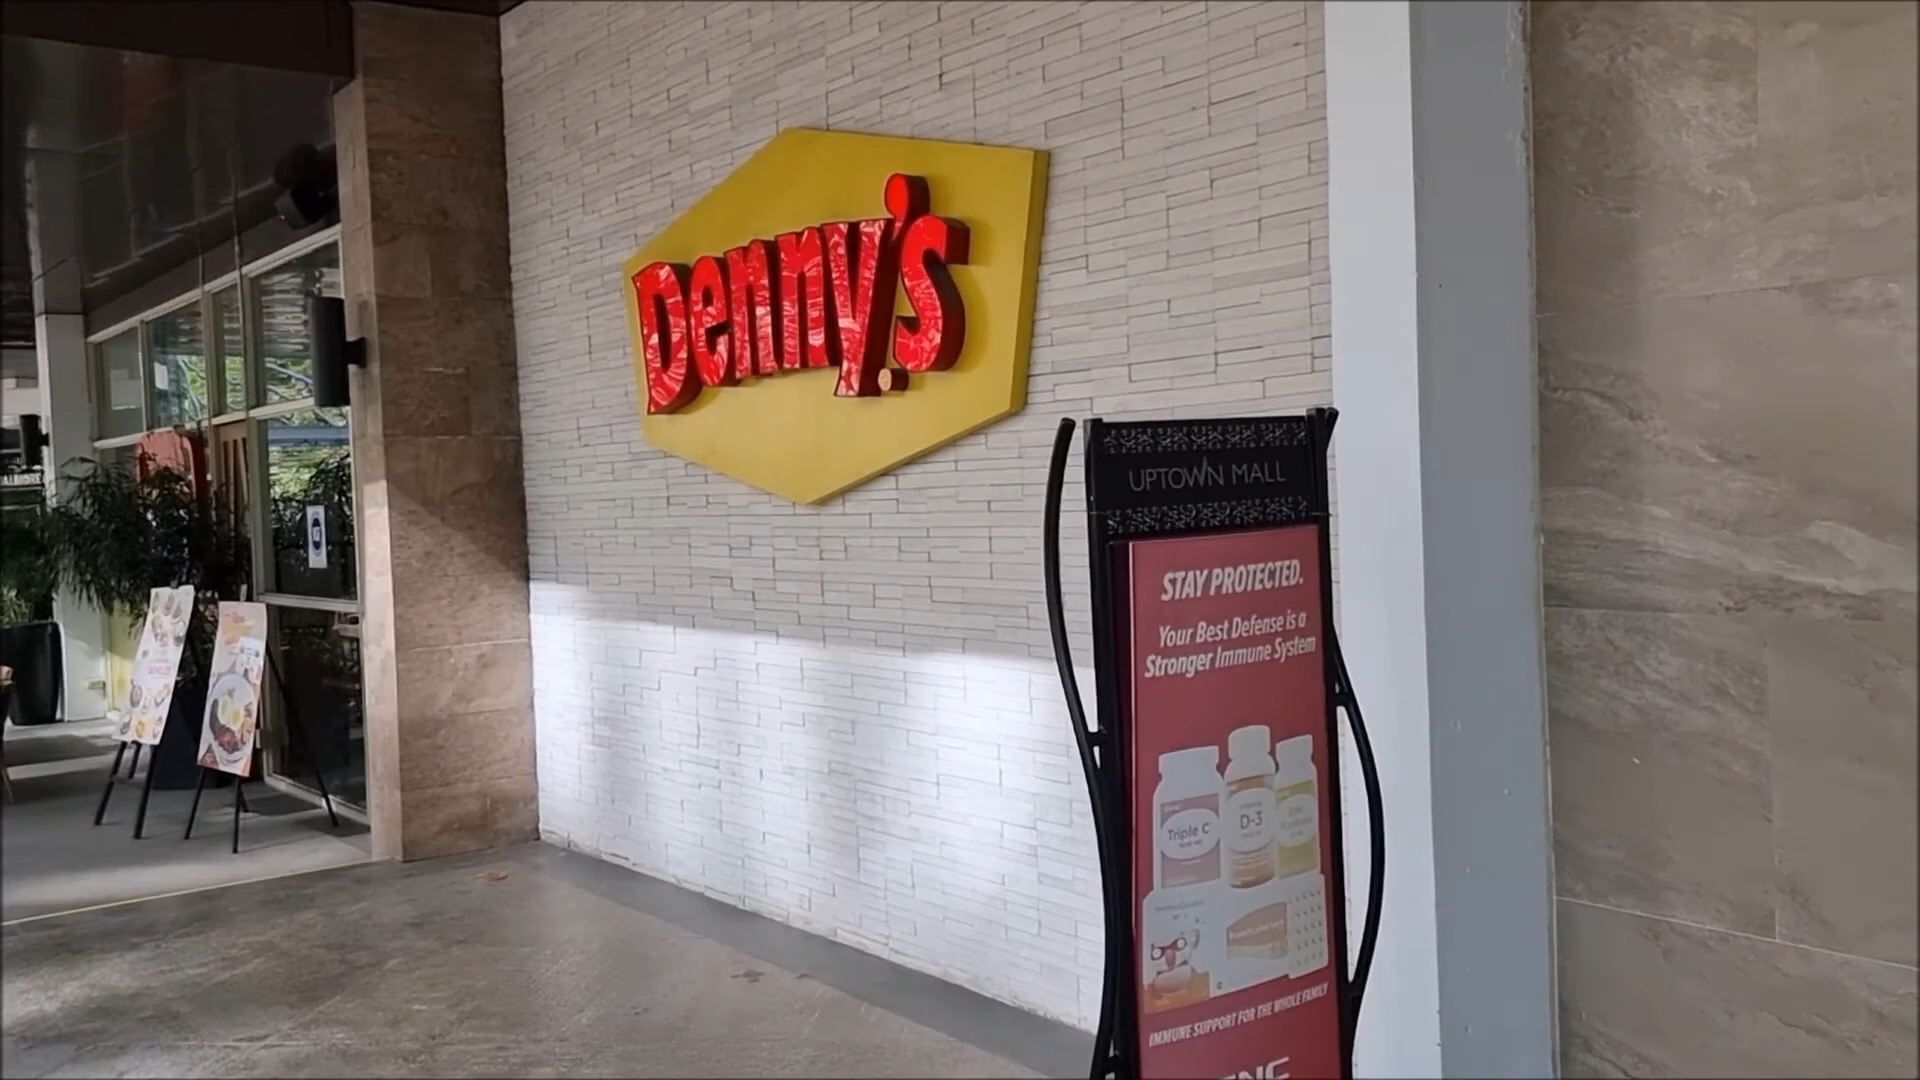 Denny's
UPTOWN MALL
STAY PROTECTED.
Your Best Defense is a
Stronger Immune System
Triple C
D-3
IMMUNE SUPPORT FOR THE WHOLE FAMILY